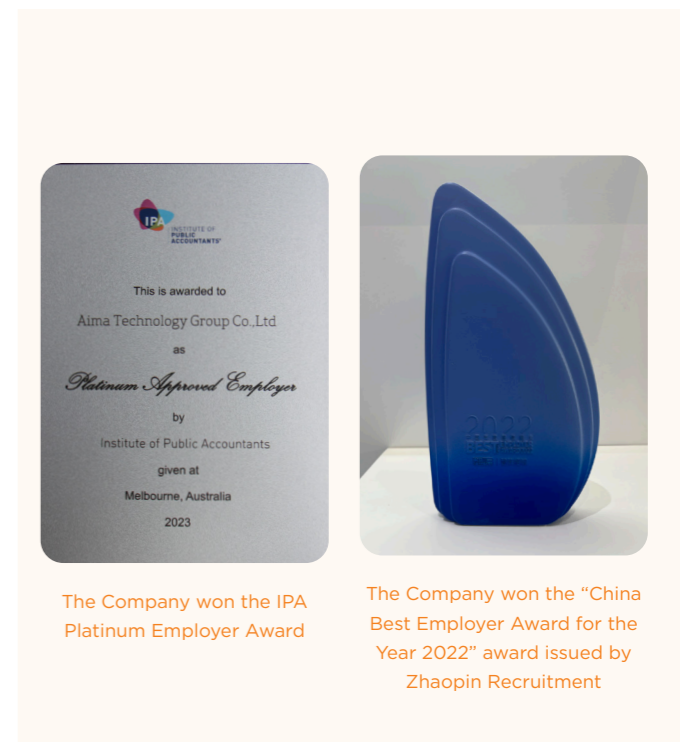 IPA
INSTITUTE OF
PUBLIC
ACCOUNTANTS
This is awarded to
Aima Technology Group Co.,Ltd
as
Platinum Approved Employer
by
Institute of Public Accountants
given at
Melbourne, Australia
2023
The Company won the IPA
Platinum Employer Award
2022
BEST
The Company won the “China
Best Employer Award for the
Year 2022” award issued by
Zhaopin Recruitment